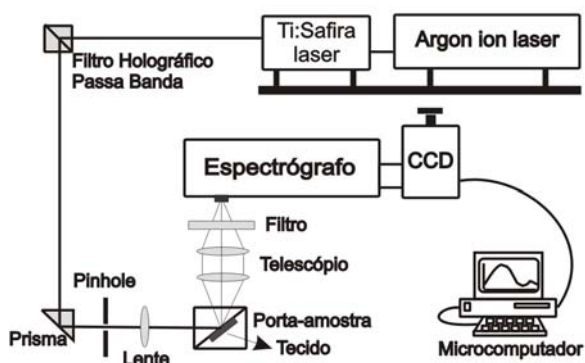 Ti:Safira
laser
Argon ion laser
Filtro Holográfico
Passa Banda
Espectrógrafo
CCD
Filtro
Telescópio
Pinhole
Prisma
Lente
Porta-amostra
Tecido
Microcomputador